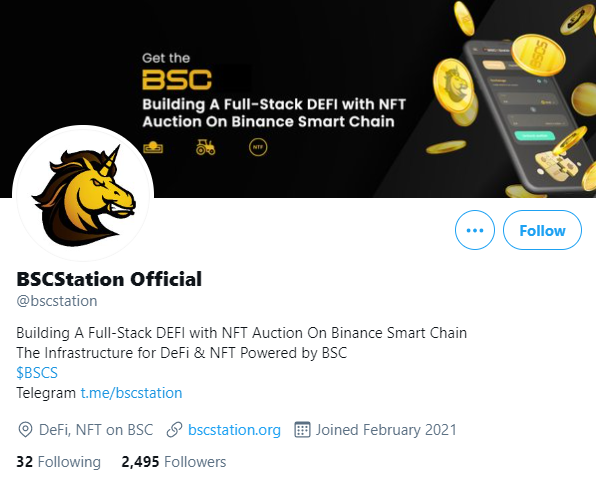 Get the
BSC
Building A Full-Stack DEFI with NFT
Auction On Binance Smart Chain
NTF
BSCS
Follow
BSCStation Official
@bscstation
Building A Full-Stack DEFI with NFT Auction On Binance Smart Chain
The Infrastructure for DeFi & NFT Powered by BSC
$BSCS
Telegram t.me/bscstation
DeFi, NFT on BSC bscstation.org Joined February 2021
32 Following 2,495 Followers